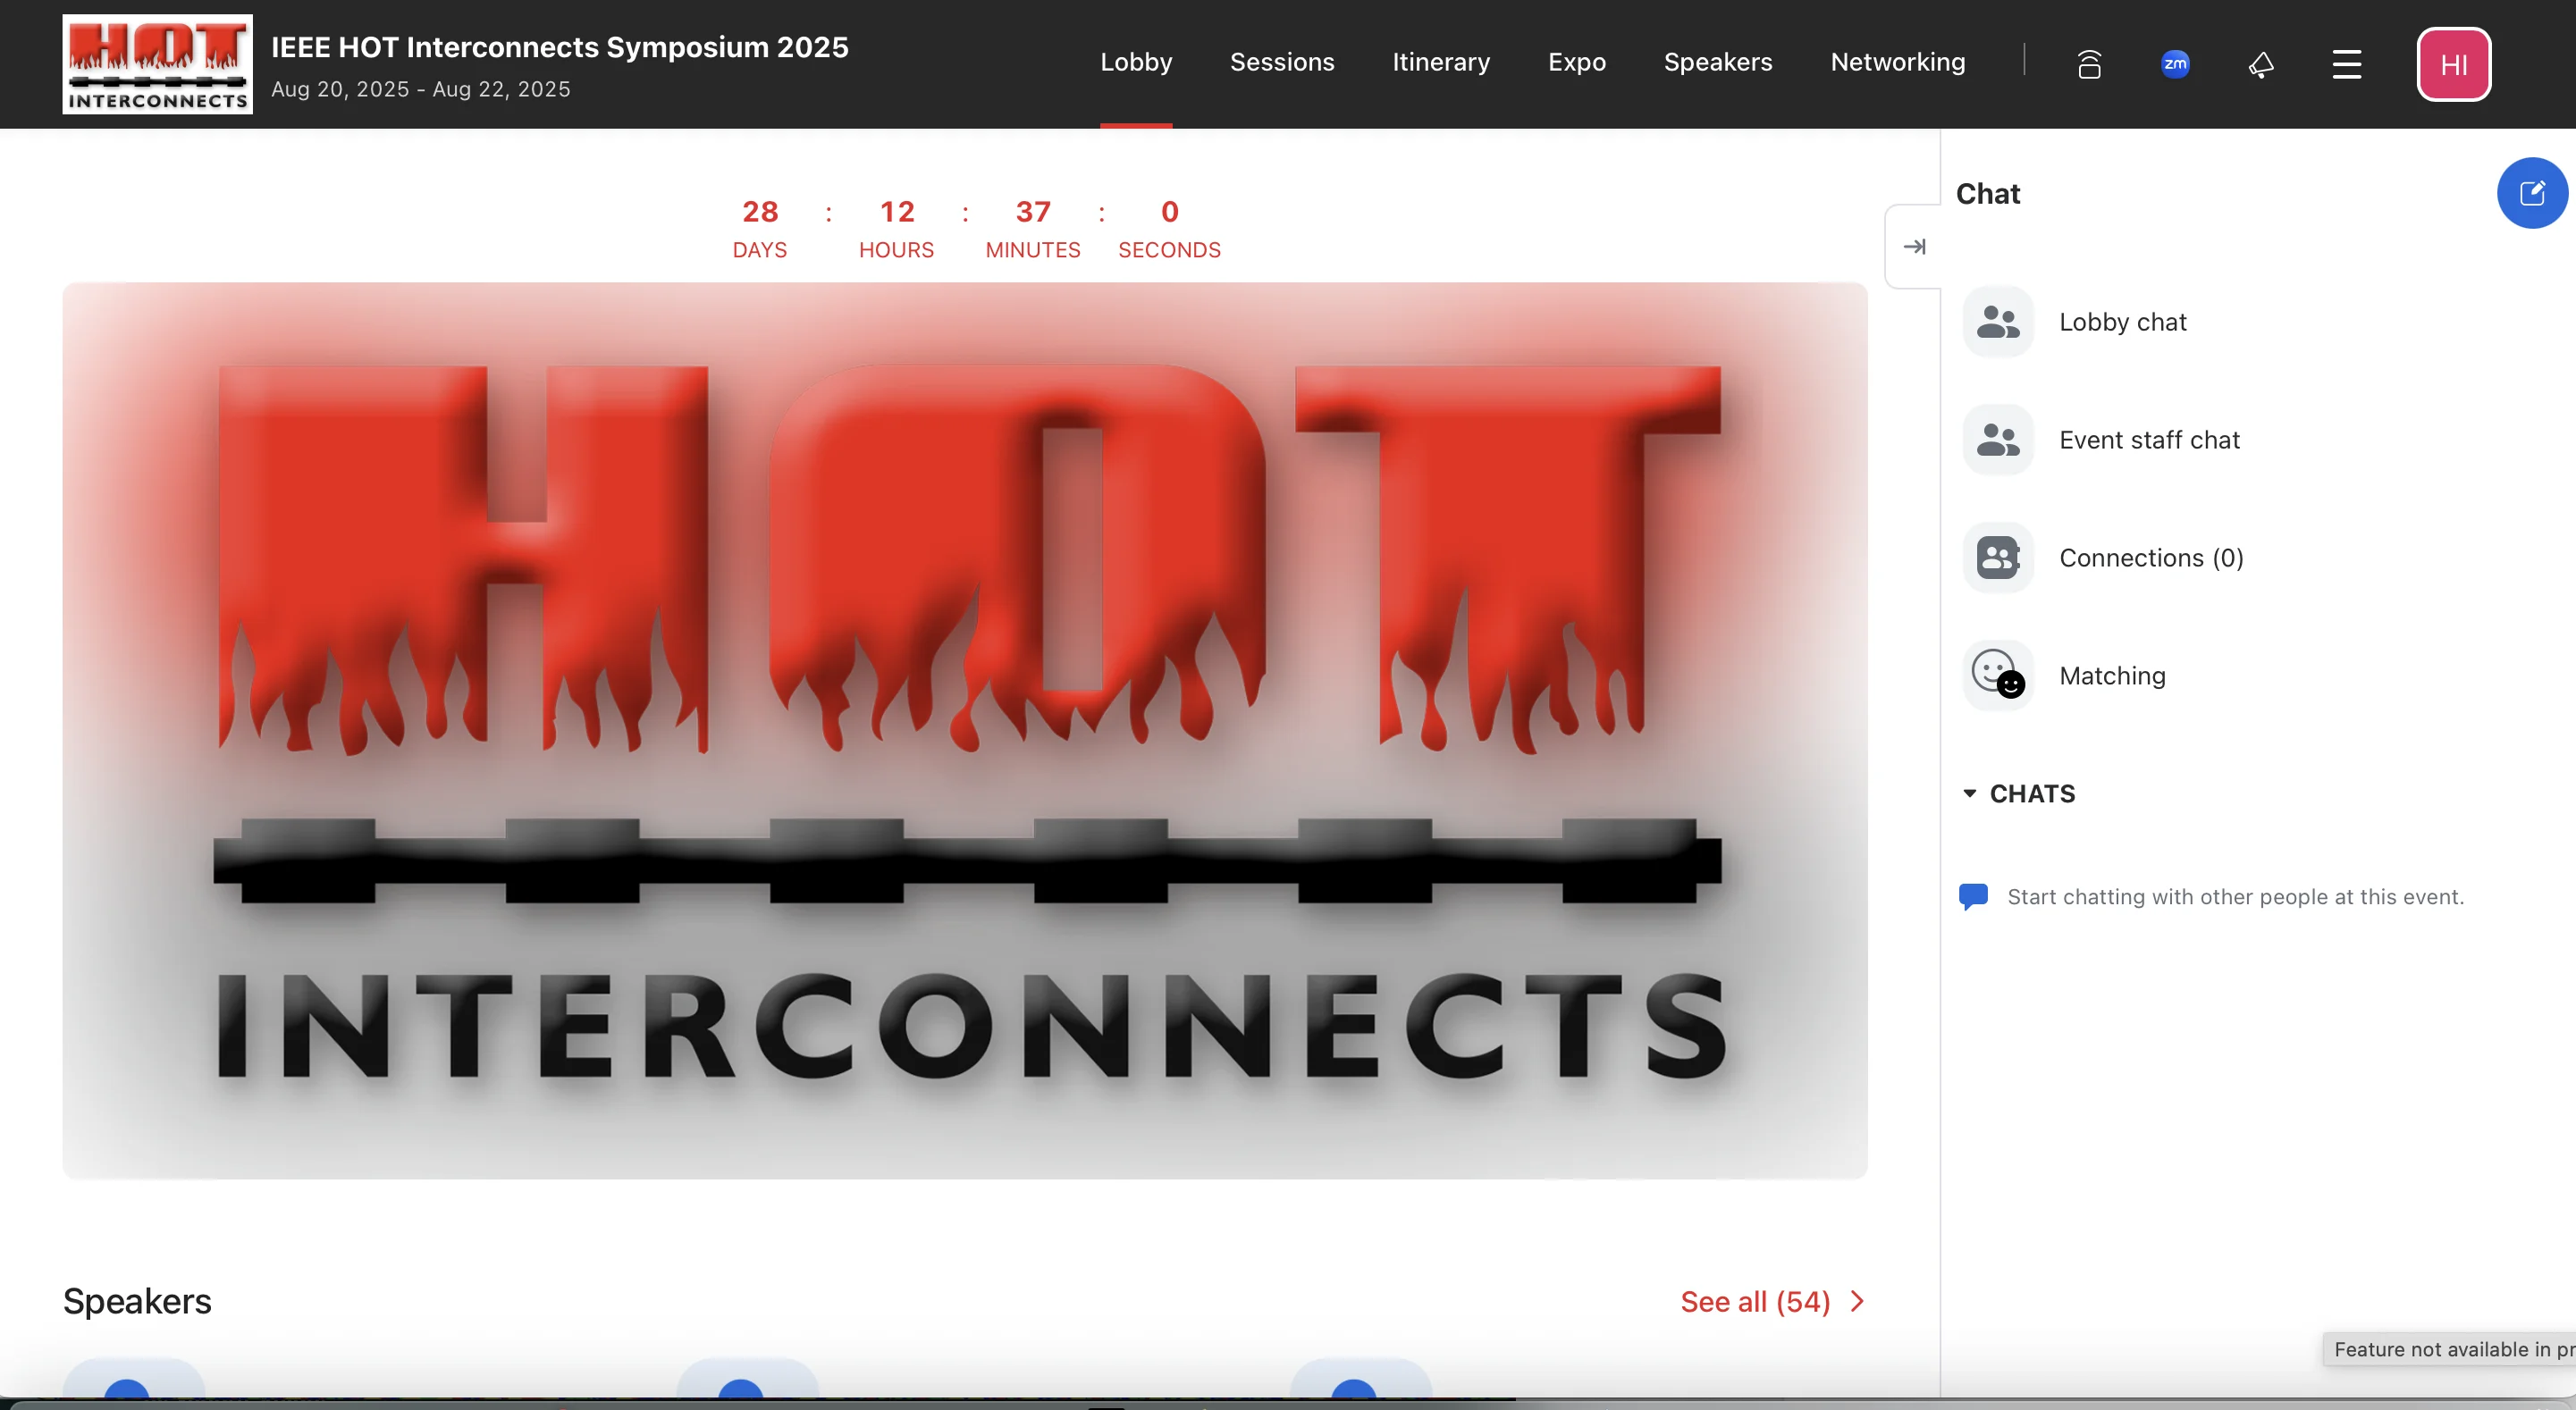 HOT
INTERCONNECTS
IEEE HOT Interconnects Symposium 2025
Aug 20, 2025 - Aug 22, 2025
Lobby
Sessions
Itinerary
Expo
Speakers
Networking
zm
HI
28 : 12 : 37 : 0
DAYS HOURS MINUTES SECONDS
HOT
INTERCONNECTS
Speakers
See all (54)
Chat
Lobby chat
Event staff chat
Connections (0)
Matching
CHATS
Start chatting with other people at this event.
Feature not available in pr